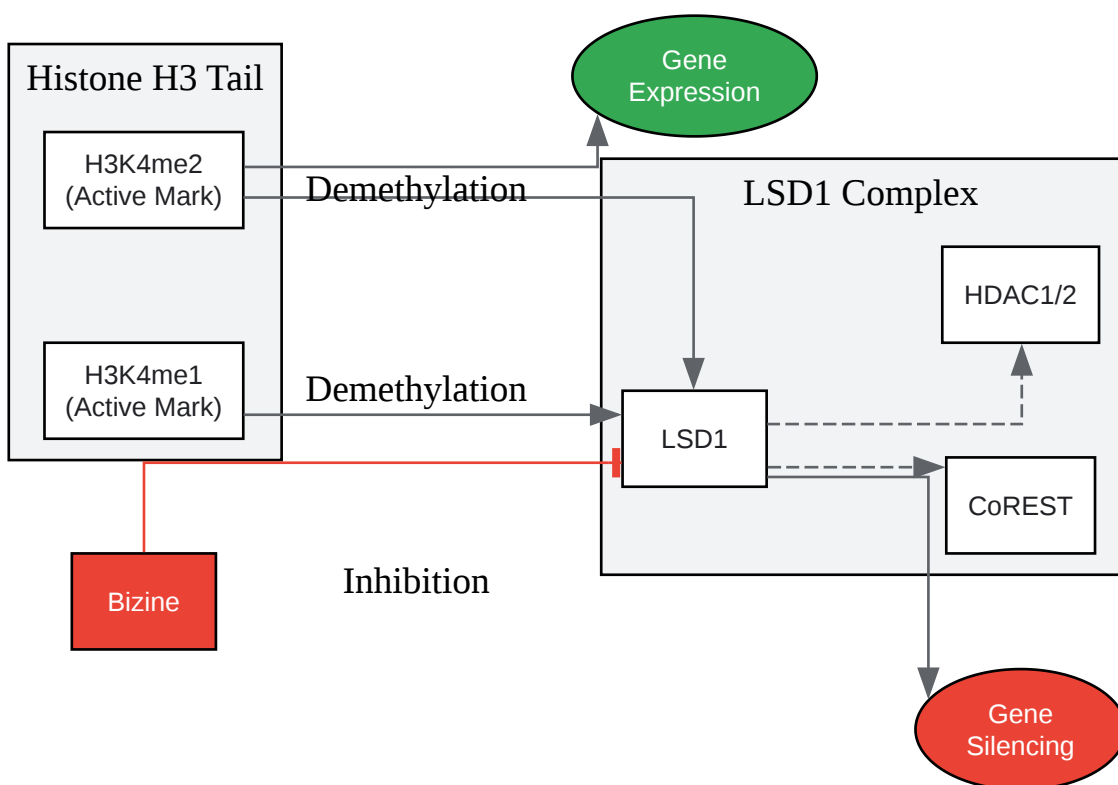 Gene
Expression
Histone H3 Tail
H3K4me2
(Active Mark)
Demethylation
LSD1 Complex
HDAC1/2
H3K4me1
(Active Mark)
Demethylation
LSD1
CoREST
Bizine
Inhibition
Gene
Silencing